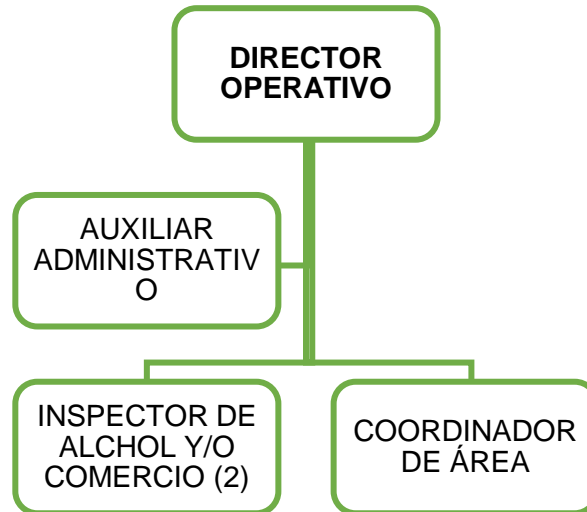 DIRECTOR
OPERATIVO
AUXILIAR
ADMINISTRATIV
O
INSPECTOR DE
ALCHOL Y/O
COMERCIO (2)
COORDINADOR
DE ÁREA